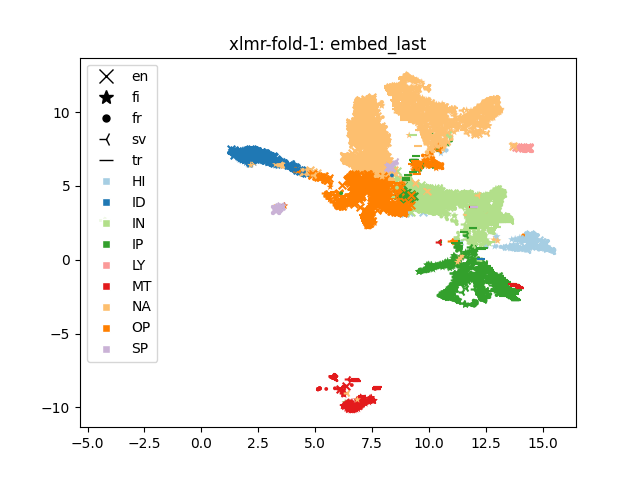 xlmr-fold-1: embed_last
en
fi
fr
sv
tr
HI
ID
IN
IP
LY
MT
NA
OP
SP
10
5
0
−5
−10
−5.0 −2.5 0.0 2.5 5.0 7.5 10.0 12.5 15.0